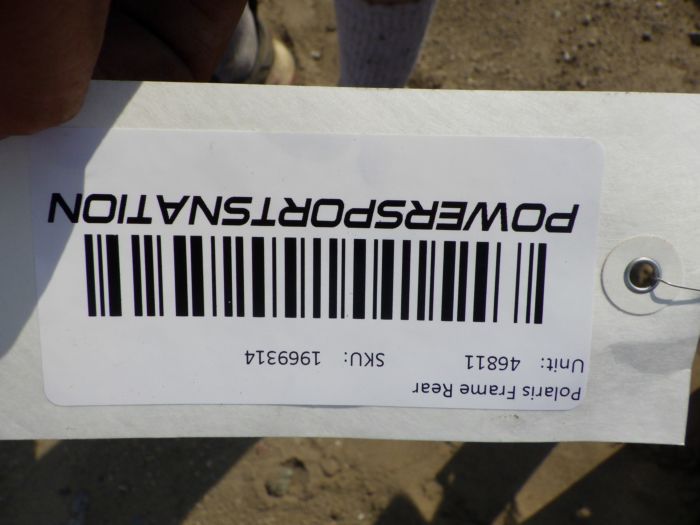 Polaris Frame Rear
Unit: 46811 SKU: 1969314
POWERSPORTSNATION